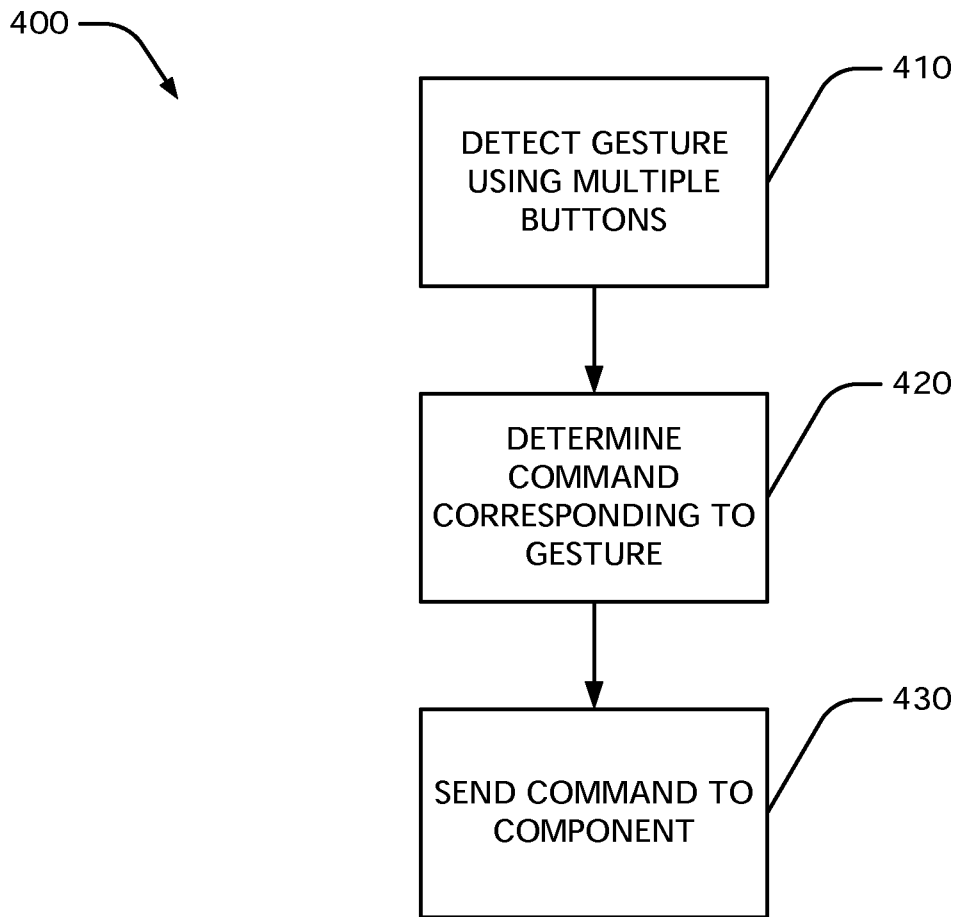 400
410
DETECT GESTURE
USING MULTIPLE
BUTTONS
420
DETERMINE
COMMAND
CORRESPONDING TO
GESTURE
430
SEND COMMAND TO
COMPONENT